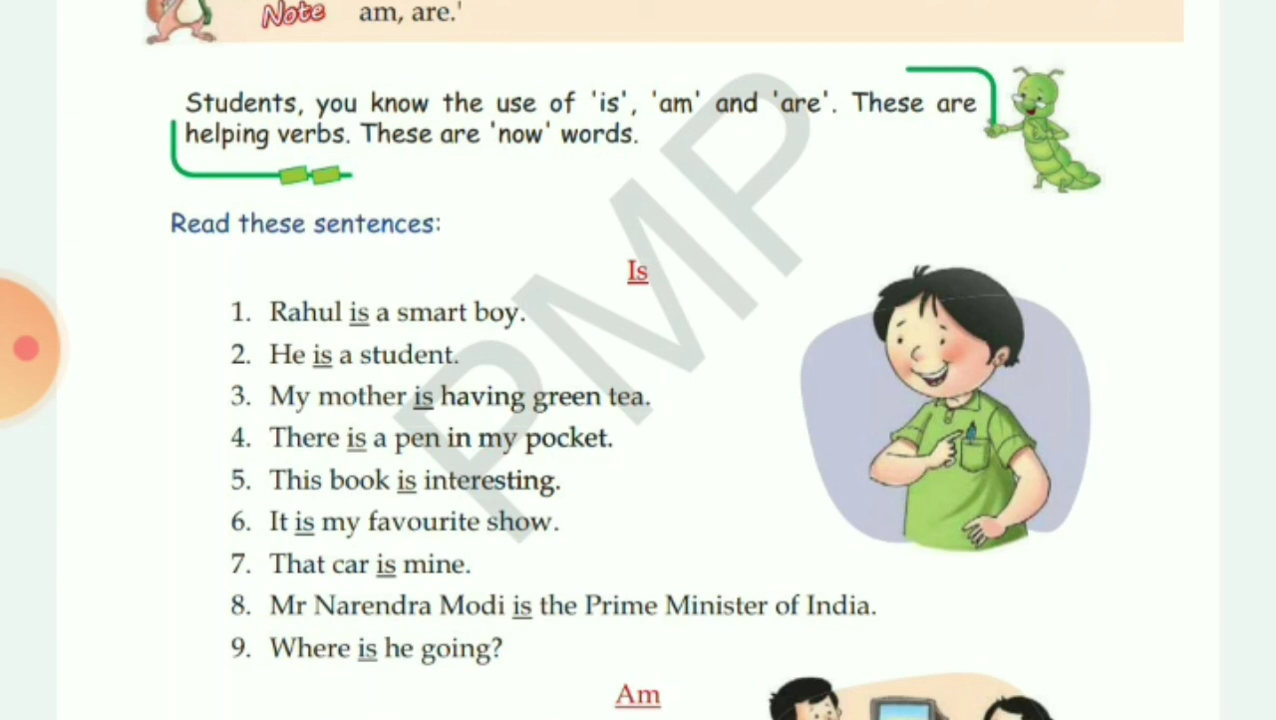 Note am, are.'
Students, you know the use of 'is', 'am' and 'are'. These are
helping verbs. These are 'now' words.
Read these sentences:
Is
1. Rahul is a smart boy.
2. He is a student.
3. My mother is having green tea.
4. There is a pen in my pocket.
5. This book is interesting.
6. It is my favourite show.
7. That car is mine.
8. Mr Narendra Modi is the Prime Minister of India.
9. Where is he going?
Am
PMP